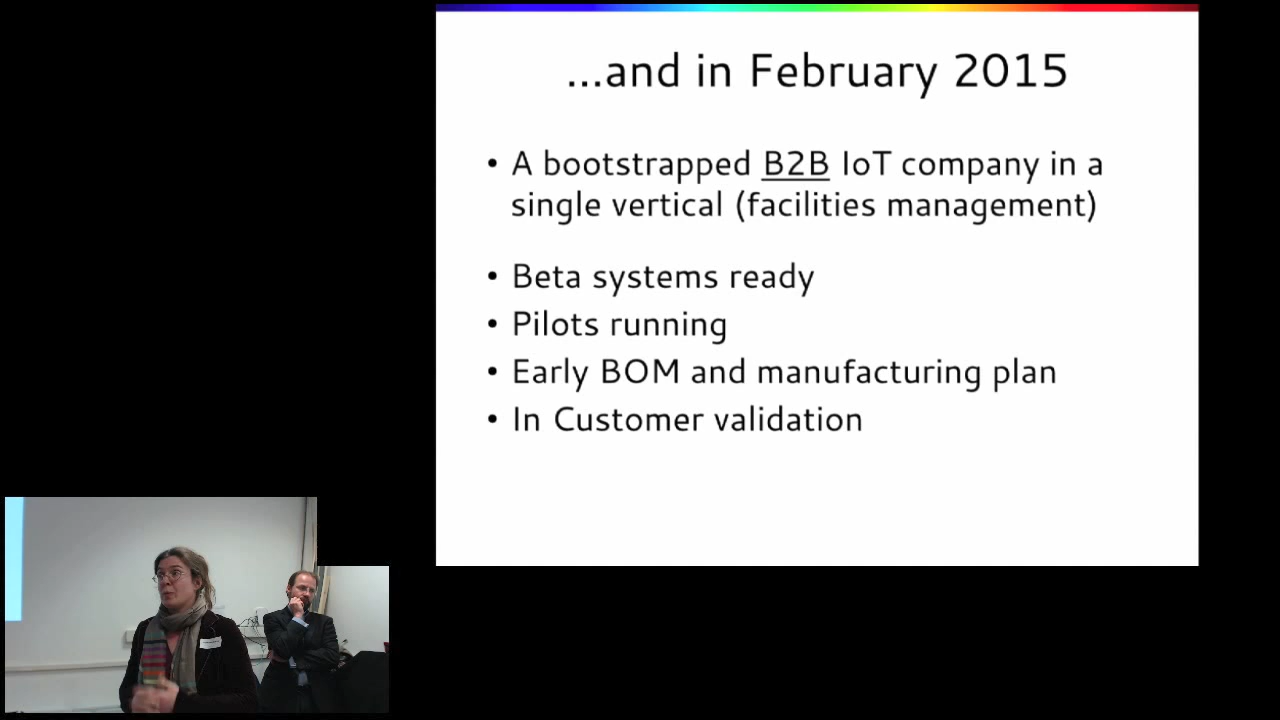 ...and in February 2015
• A bootstrapped B2B IoT company in a
single vertical (facilities management)
• Beta systems ready
• Pilots running
• Early BOM and manufacturing plan
• In Customer validation